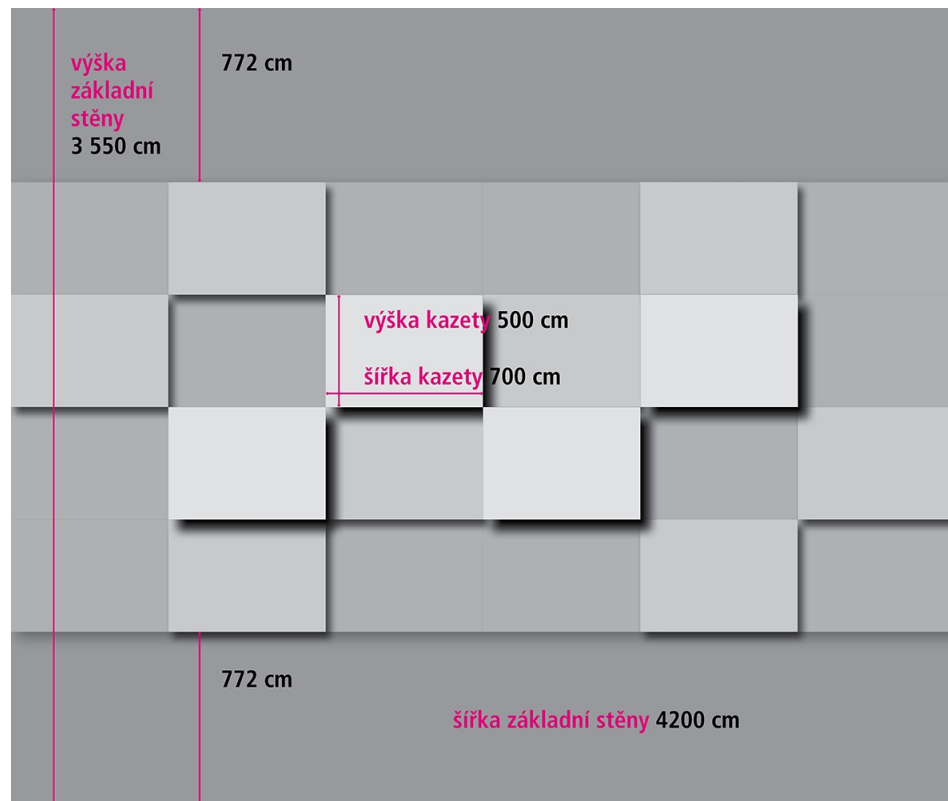 výška
základní
stěny
3 550 cm
772 cm
výška kazety 500 cm
šířka kazety 700 cm
772 cm
šířka základní stěny 4200 cm